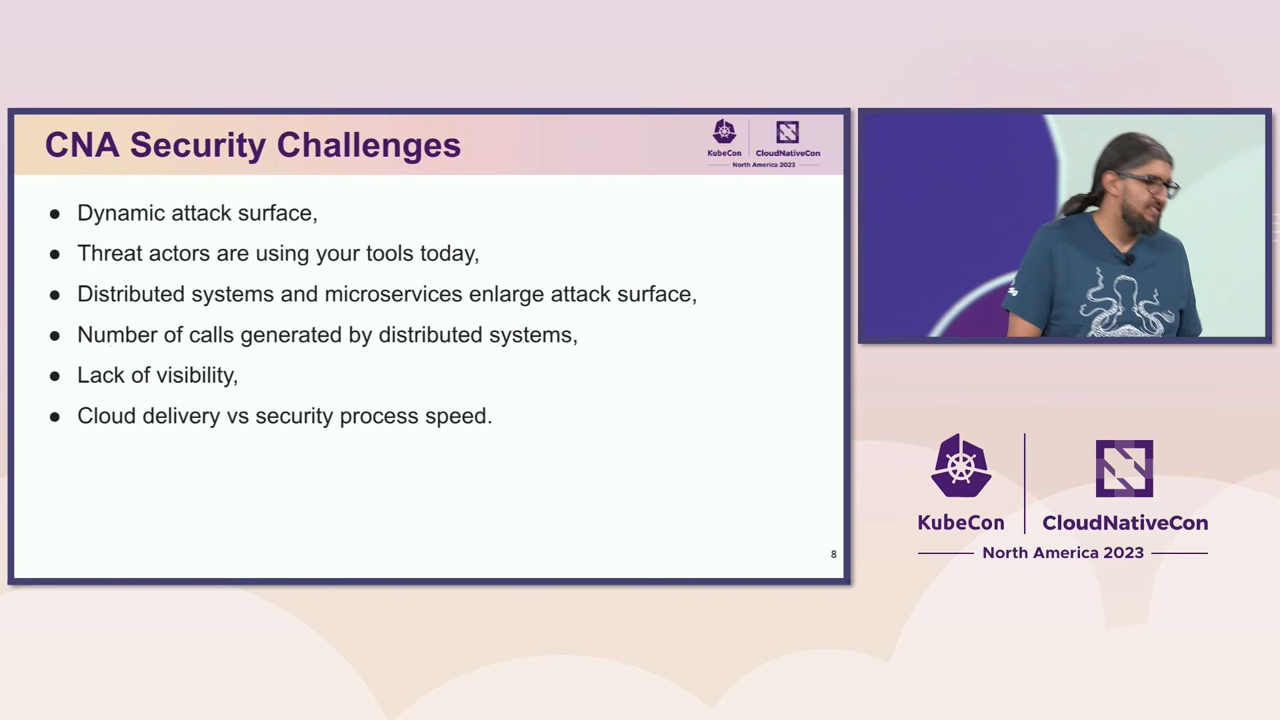 CNA Security Challenges
KubeCon
CloudNativeCon
North America 2023
● Dynamic attack surface,
● Threat actors are using your tools today,
● Distributed systems and microservices enlarge attack surface,
● Number of calls generated by distributed systems,
● Lack of visibility,
● Cloud delivery vs security process speed.
8
KubeCon
CloudNativeCon
North America 2023